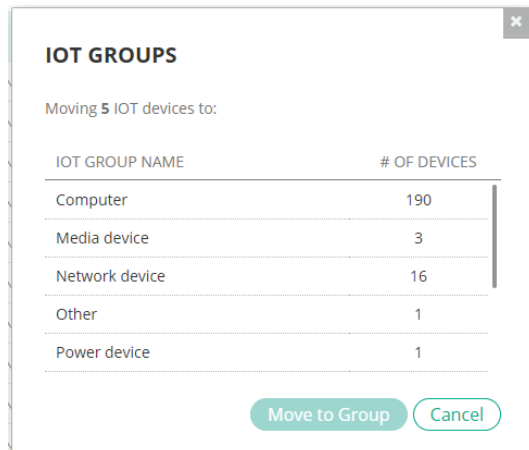 IOT GROUPS
Moving 5 IOT devices to:
IOT GROUP NAME # OF DEVICES
Computer 190
Media device 3
Network device 16
Other 1
Power device 1
Move to Group Cancel